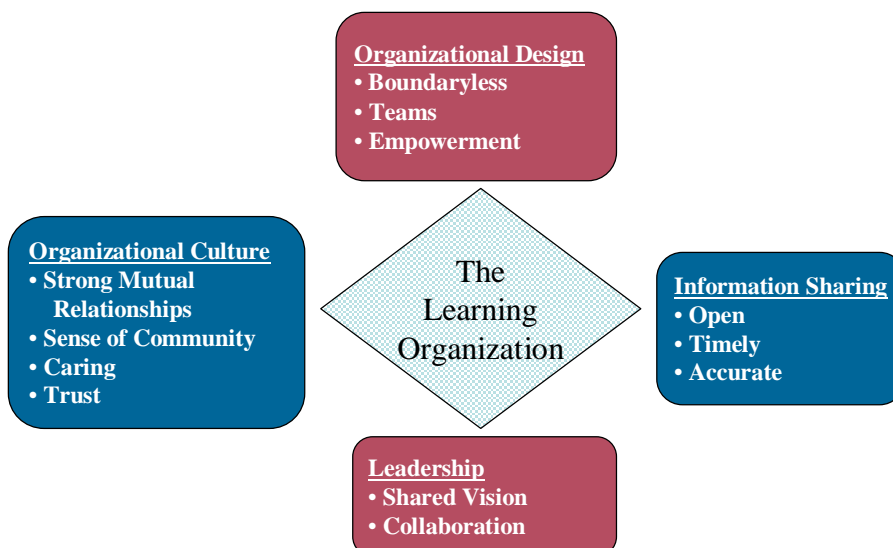 Organizational Design
• Boundaryless
• Teams
• Empowerment
Organizational Culture
• Strong Mutual
Relationships
• Sense of Community
• Caring
• Trust
The
Learning
Organization
Information Sharing
• Open
• Timely
• Accurate
Leadership
• Shared Vision
• Collaboration